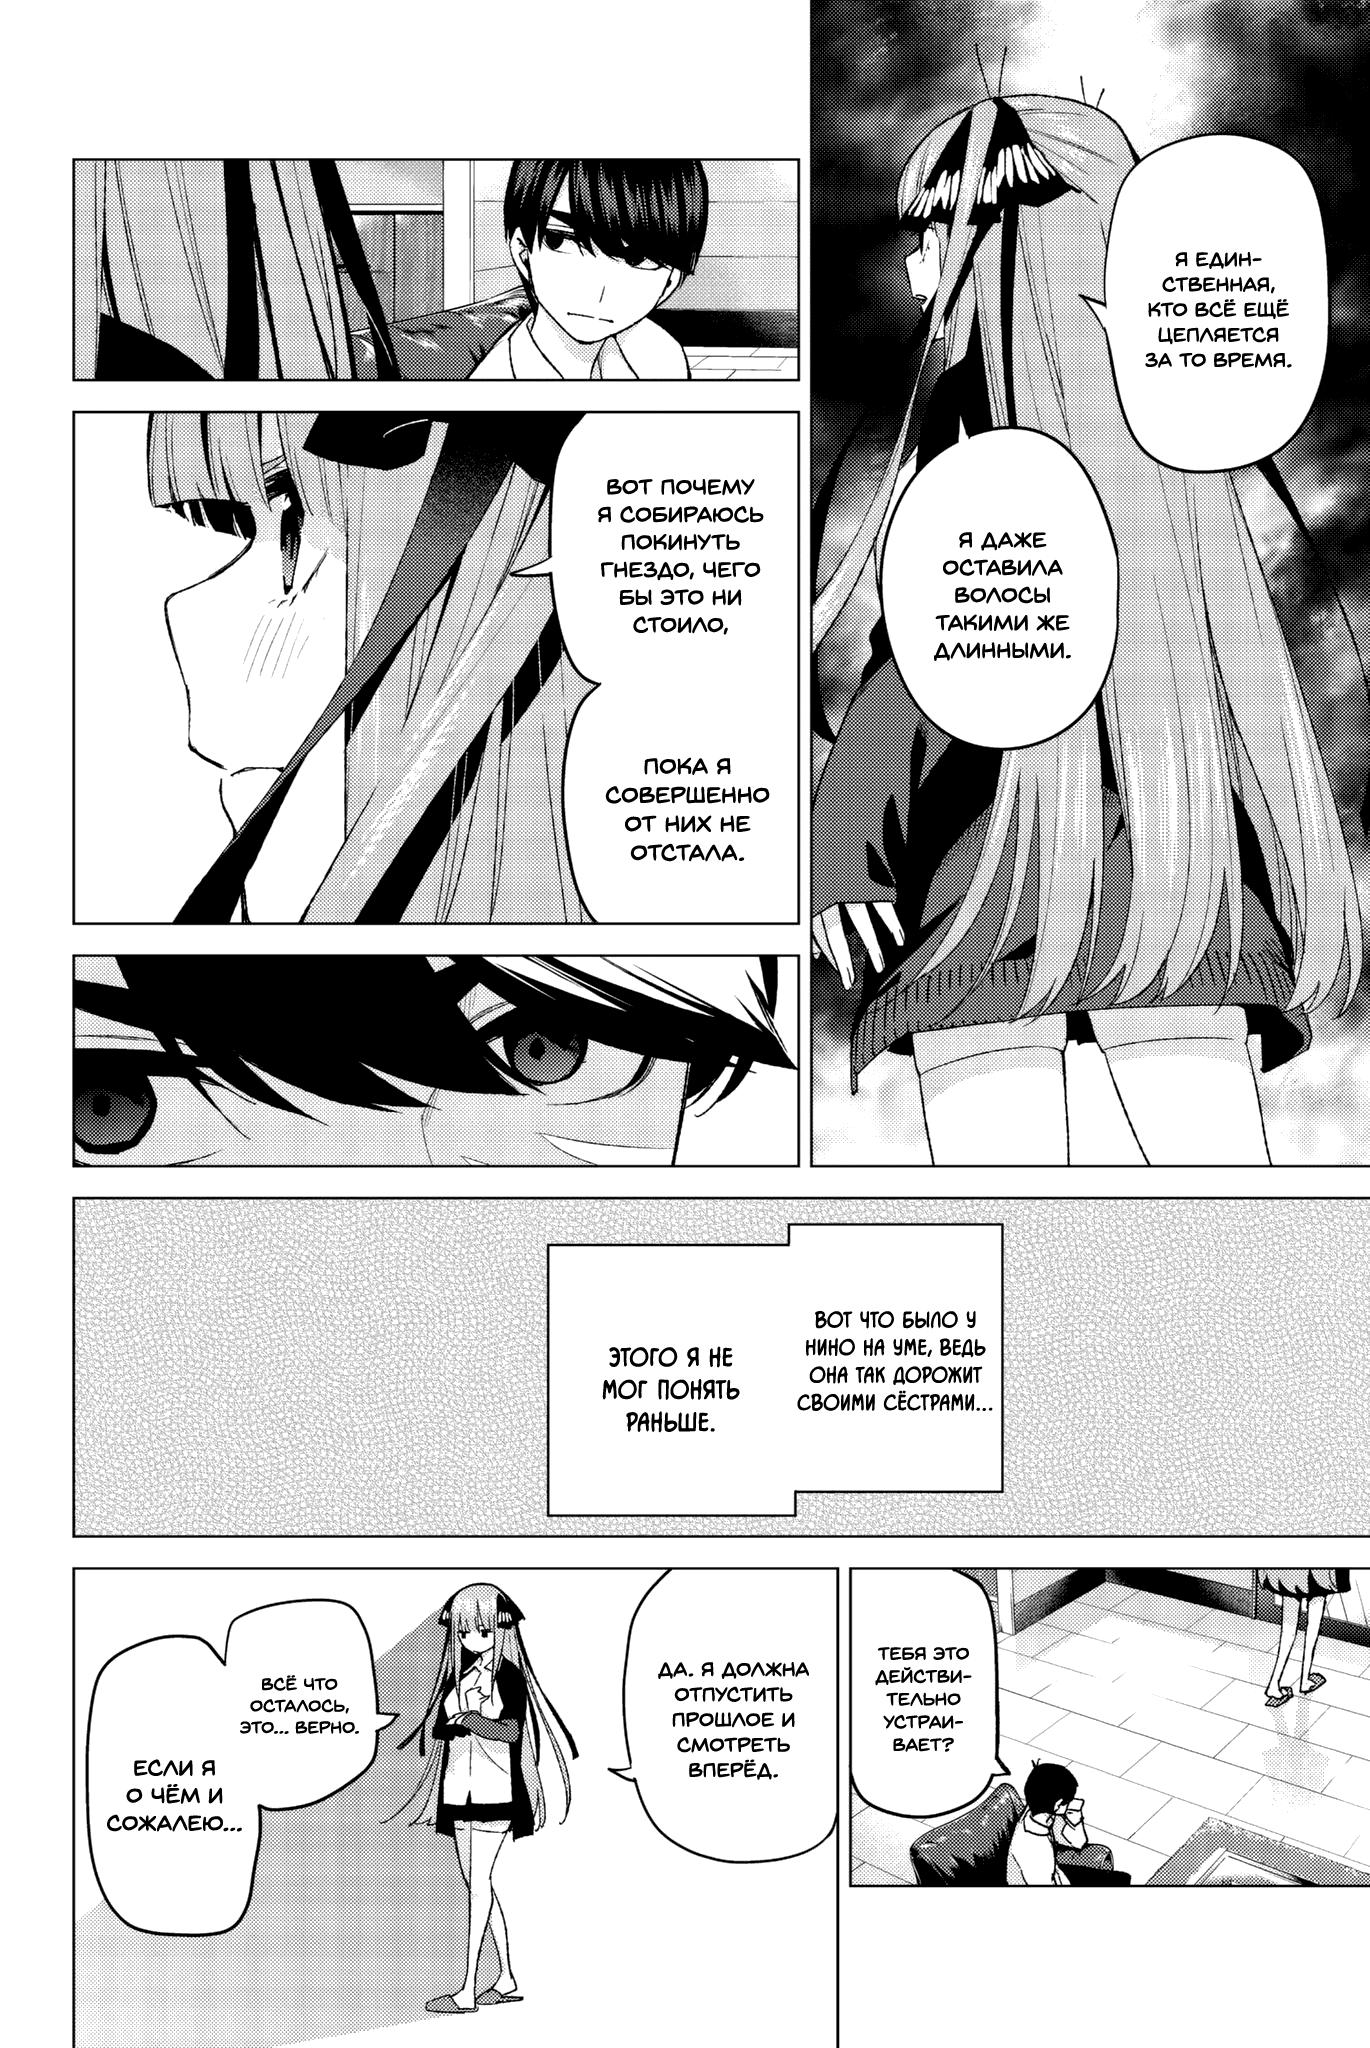 Я ЕДИН-
СТВЕННАЯ,
КТО ВСЁ ЕЩЁ
ЦЕПЛЯЕТСЯ
ЗА ТО ВРЕМЯ.
Я ДАЖЕ
ОСТАВИЛА
ВОЛОСЫ
ТАКИМИ ЖЕ
ДЛИННЫМИ.
ВОТ ПОЧЕМУ
Я СОБИРАЮСЬ
ПОКИНУТЬ
ГНЕЗДО, ЧЕГО
БЫ ЭТО НИ
СТОИЛО,
ПОКА Я
СОВЕРШЕННО
ОТ НИХ НЕ
ОТСТАЛА.
ВОТ ЧТО БЫЛО У
НИНО НА УМЕ, ВЕДЬ
ОНА ТАК ДОРОЖИТ
СВОИМИ СЁСТРАМИ...
ЭТОГО Я НЕ
МОГ ПОНЯТЬ
РАНЬШЕ.
ТЕБЯ ЭТО
ДЕЙСТВИ-
ТЕЛЬНО
УСТРАИ-
ВАЕТ?
ДА. Я ДОЛЖНА
ОТПУСТИТЬ
ПРОШЛОЕ И
СМОТРЕТЬ
ВПЕРЁД.
ВСЁ ЧТО
ОСТАЛОСЬ,
ЭТО... ВЕРНО.
ЕСЛИ Я
О ЧЁМ И
СОЖАЛЕЮ...